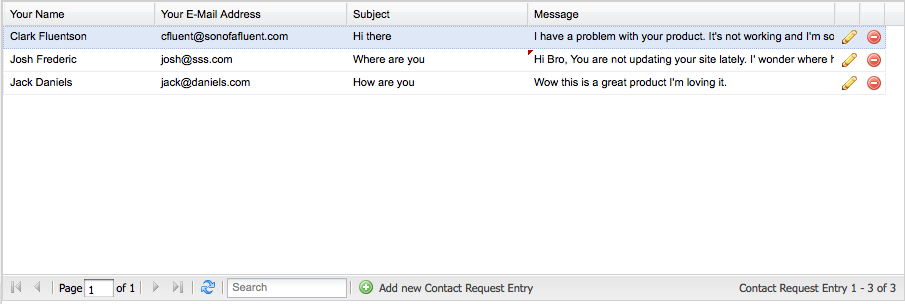 Your Name Your E-Mail Address Subject Message
Clark Fluentson cfluent@sonofafluent.com Hi there I have a problem with your product. It's not working and I'm so
Josh Frederic josh@sss.com Where are you Hi Bro, You are not updating your site lately. I' wonder where h
Jack Daniels jack@daniels.com How are you Wow this is a great product I'm loving it.
Page 1 of 1 Search Add new Contact Request Entry Contact Request Entry 1 - 3 of 3